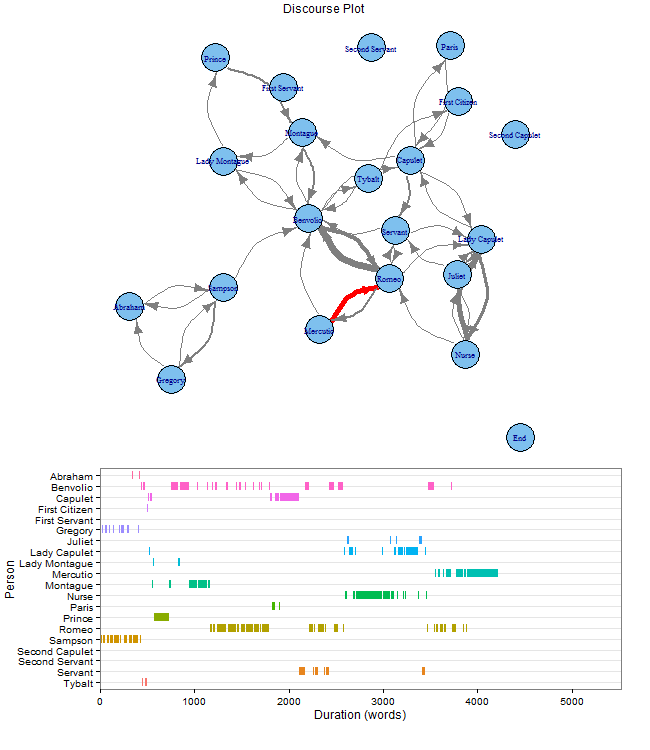 Discourse Plot
Second Servant
Paris
Prince
First Servant
First Citizen
Montague
Second Capulet
Lady Montague
Capulet
Tybalt
Benvolio
Servant
Lady Capulet
Romeo
Juliet
Sampson
Abraham
Mercutio
Nurse
Gregory
End
Abraham
Benvolio
Capulet
First Citizen
First Servant
Gregory
Juliet
Lady Capulet
Lady Montague
Mercutio
Montague
Nurse
Paris
Prince
Romeo
Sampson
Second Capulet
Second Servant
Servant
Tybalt
Person
0 1000 2000 3000 4000 5000
Duration (words)